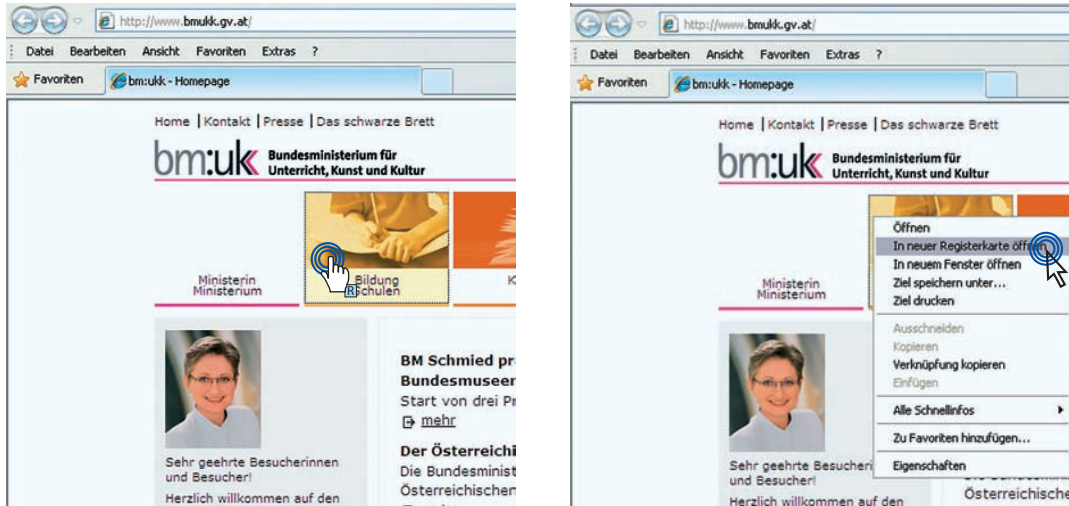 http://www.bmukk.gv.at/
Datei Bearbeiten Ansicht Favoriten Extras ?
Favoriten bm:ukk - Homepage
Home | Kontakt | Presse | Das schwarze Brett
bm:uk Bundesministerium für
Unterricht, Kunst und Kultur
Ministerin
Ministerium
Bildung
Schulen
K
R
BM Schmied pr
Bundesmuseer
Start von drei Pr
mehr
Der Österreichi
Die Bundesminist
Österreichischen
Sehr geehrte Besucherinnen
und Besucher!
Herzlich willkommen auf den
http://www.bmukk.gv.at/
Datei Bearbeiten Ansicht Favoriten Extras ?
Favoriten bm:ukk - Homepage
Home | Kontakt | Presse | Das schwarze Brett
bm:uk Bundesministerium für
Unterricht, Kunst und Kultur
Ministerin
Ministerium
Öffnen
In neuer Registerkarte öffnen
In neuem Fenster öffnen
Ziel speichern unter...
Ziel drucken
Ausschneiden
Kopieren
Verknüpfung kopieren
Einfügen
Alle Schnellinfos
Zu Favoriten hinzufügen...
Eigenschaften
Sehr geehrte Besucheri
und Besucher!
Herzlich willkommen auf den
Österreichische